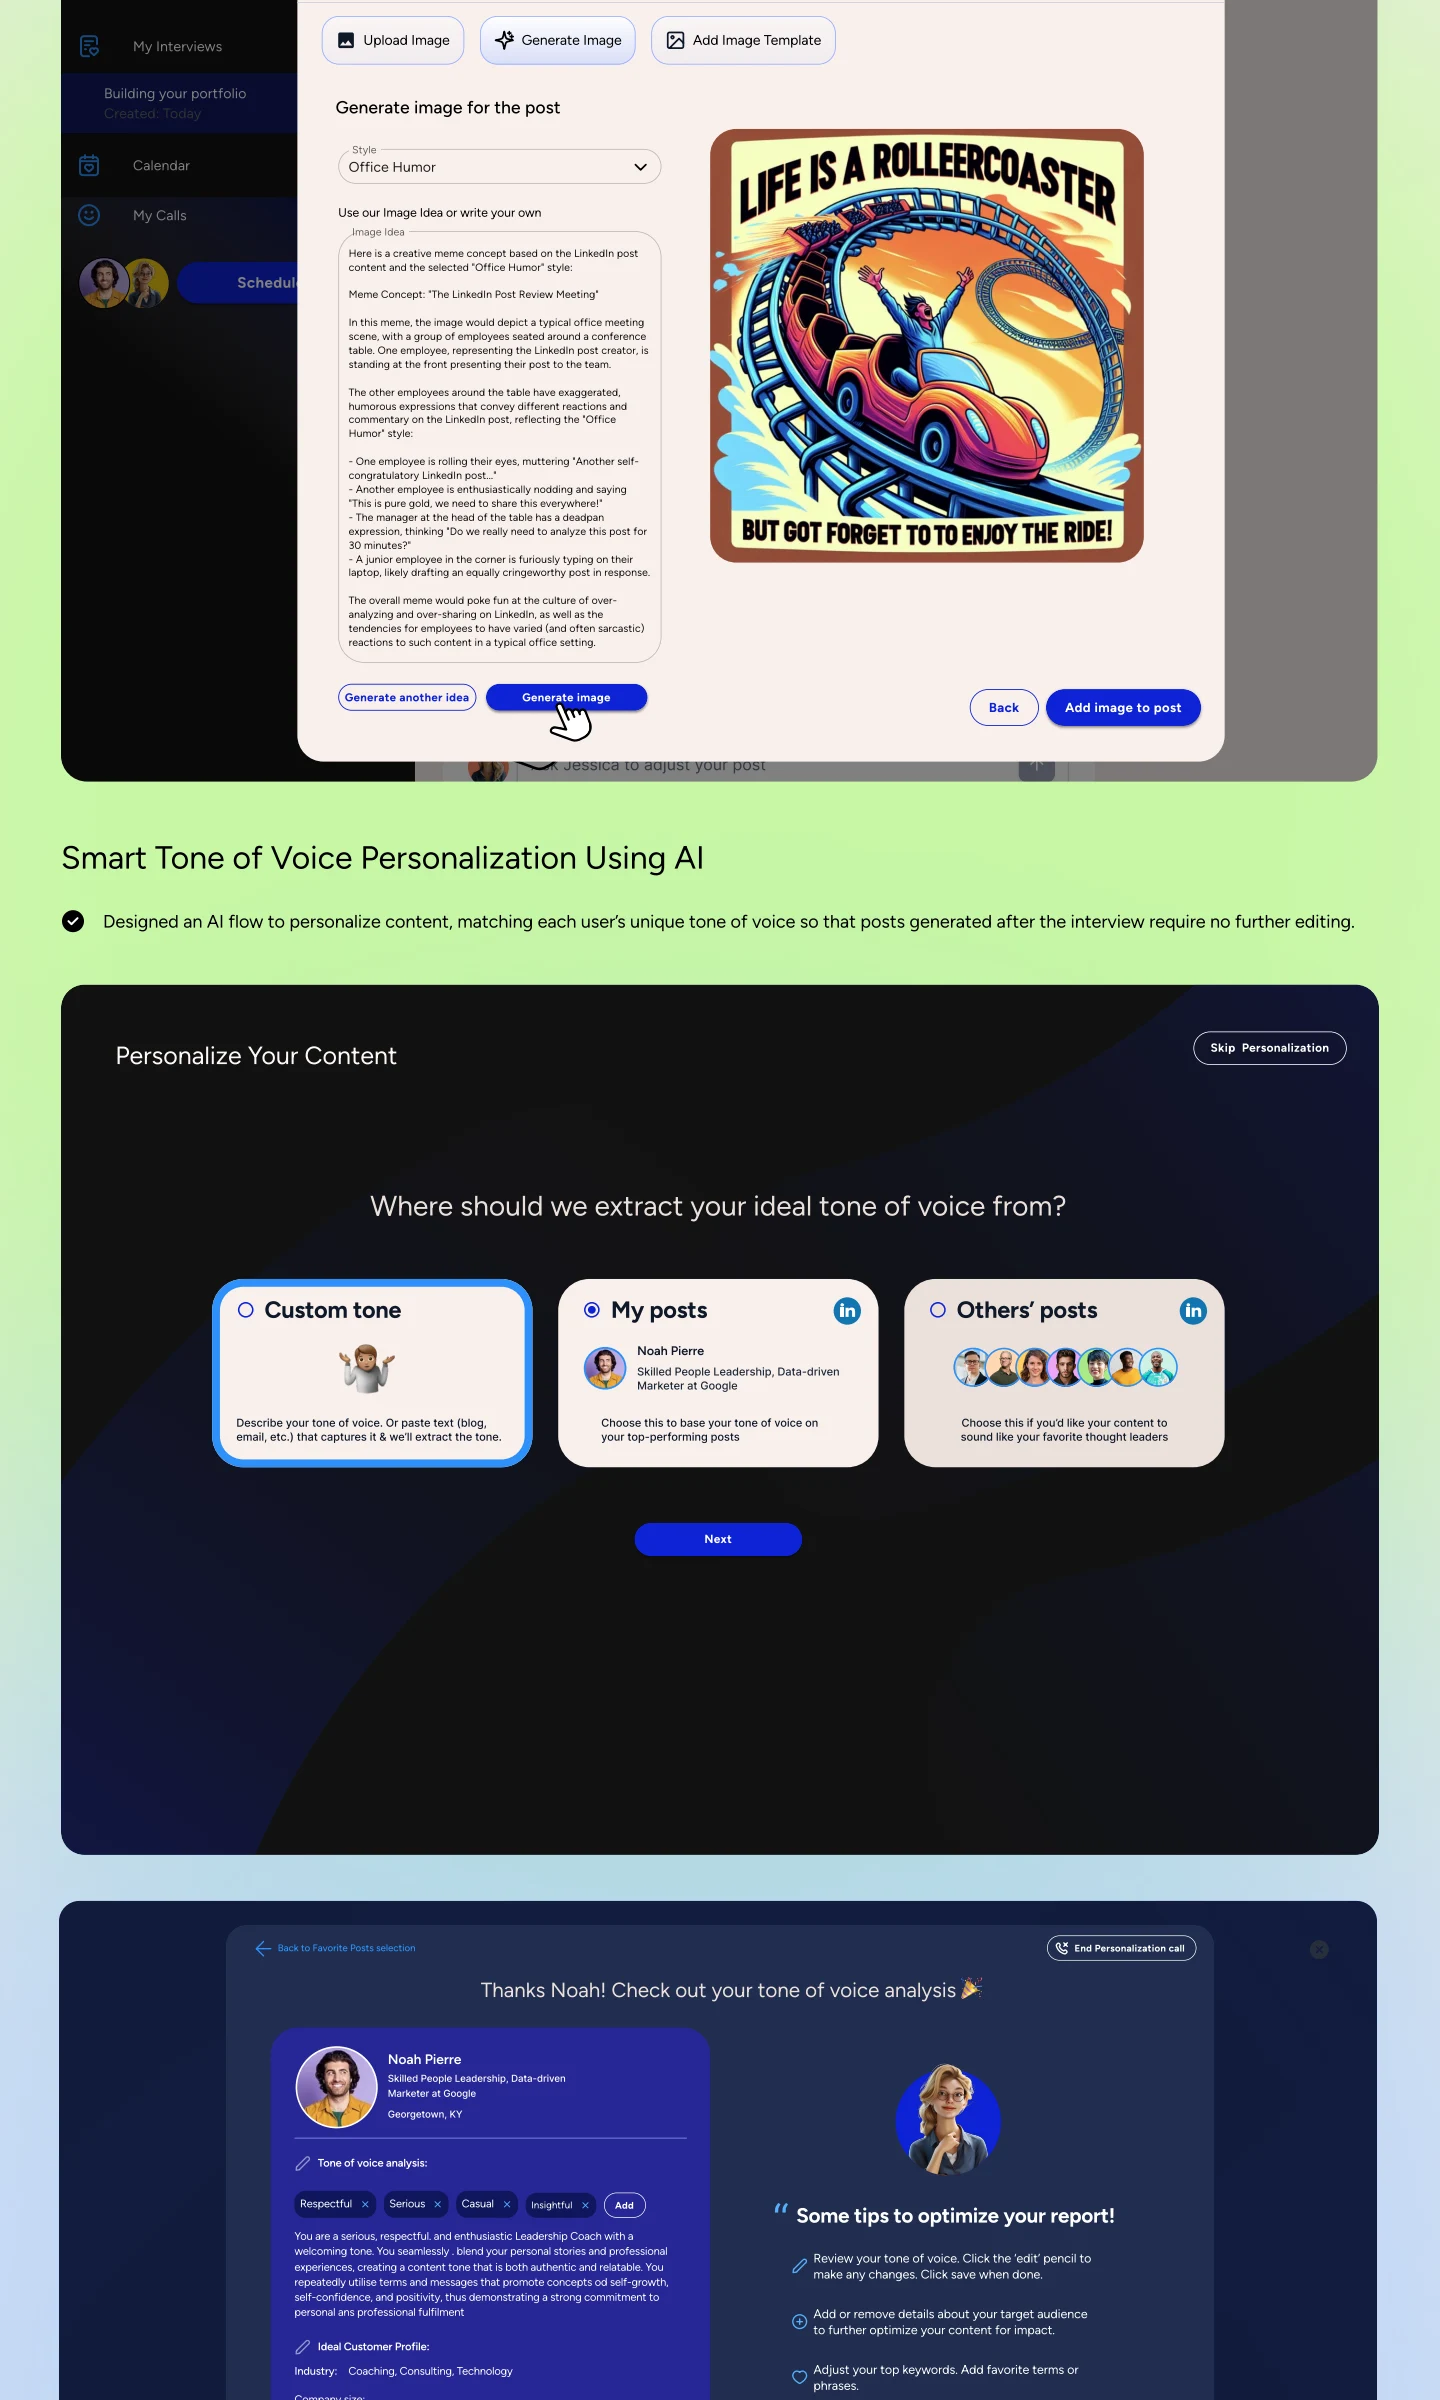 My Interviews
Building your portfolio
Created: Today
Calendar
My Calls
Schedul
Upload Image
Generate Image
Add Image Template
Generate image for the post
Style
Office Humor
Use our Image Idea or write your own
Image Idea
Here is a creative meme concept based on the LinkedIn post
content and the selected "Office Humor" style:
Meme Concept: "The LinkedIn Post Review Meeting"
In this meme, the image would depict a typical office meeting
scene, with a group of employees seated around a conference
table. One employee, representing the LinkedIn post creator, is
standing at the front presenting their post to the team.
The other employees around the table have exaggerated,
humorous expressions that convey different reactions and
commentary on the LinkedIn post, reflecting the "Office
Humor" style:
- One employee is rolling their eyes, muttering "Another self-
congratulatory LinkedIn post..."
- Another employee is enthusiastically nodding and saying
"This is pure gold, we need to share this everywhere!"
- The manager at the head of the table has a deadpan
expression, thinking "Do we really need to analyze this post for
30 minutes?"
- A junior employee in the corner is furiously typing on their
laptop, likely drafting an equally cringeworthy post in response.
The overall meme would poke fun at the culture of over-
analyzing and over-sharing on LinkedIn, as well as the
tendencies for employees to have varied (and often sarcastic)
reactions to such content in a typical office setting.
Generate another idea
Generate image
LIFE IS A ROLLEERCOASTER
BUT GOT FORGET TO TO ENJOY THE RIDE!
Back
Add image to post
Jessica to adjust your post
Smart Tone of Voice Personalization Using AI
Designed an AI flow to personalize content, matching each user's unique tone of voice so that posts generated after the interview require no further editing.
Personalize Your Content
Skip Personalization
Where should we extract your ideal tone of voice from?
Custom tone
Describe your tone of voice. Or paste text (blog,
email, etc.) that captures it & we'll extract the tone.
My posts
in
Noah Pierre
Skilled People Leadership, Data-driven
Marketer at Google
Choose this to base your tone of voice on
your top-performing posts
Others' posts
in
Choose this if you'd like your content to
sound like your favorite thought leaders
Next
Back to Favorite Posts selection
End Personalization call
Thanks Noah! Check out your tone of voice analysis
Noah Pierre
Skilled People Leadership, Data-driven
Marketer at Google
Georgetown, KY
Tone of voice analysis:
Respectful
Serious
Casual
Insightful
Add
You are a serious, respectful. and enthusiastic Leadership Coach with a
welcoming tone. You seamlessly . blend your personal stories and professional
experiences, creating a content tone that is both authentic and relatable. You
repeatedly utilise terms and messages that promote concepts od self-growth,
self-confidence, and positivity, thus demonstrating a strong commitment to
personal ans professional fulfilment
Ideal Customer Profile:
Industry: Coaching, Consulting, Technology
Company size:
“ Some tips to optimize your report!
Review your tone of voice. Click the 'edit' pencil to
make any changes. Click save when done.
Add or remove details about your target audience
to further optimize your content for impact.
Adjust your top keywords. Add favorite terms or
phrases.